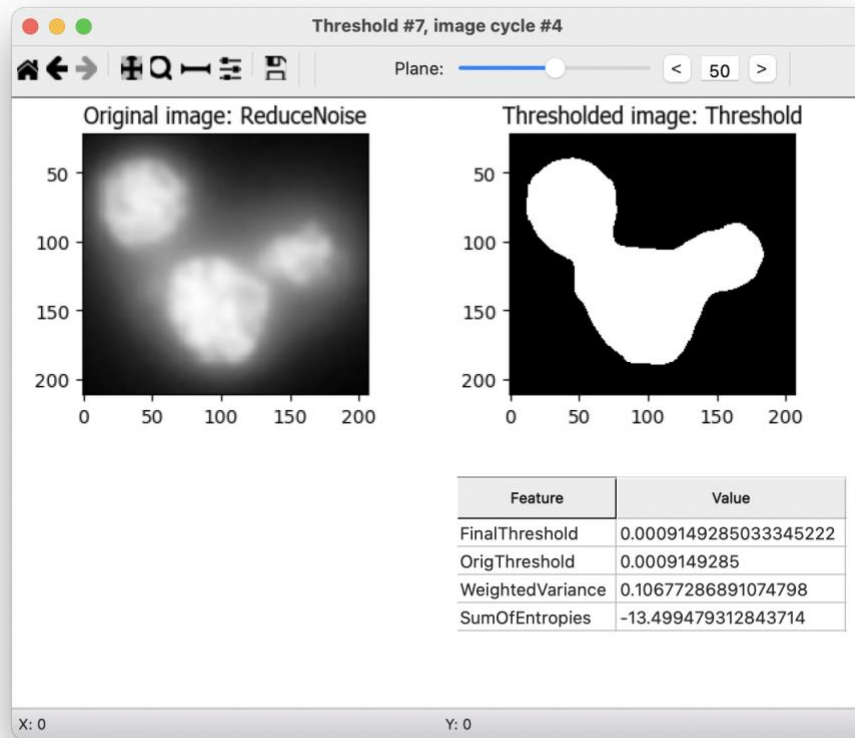 Threshold #7, image cycle #4
Plane: < 50 >
Original image: ReduceNoise
50
100
150
200
0 50 100 150 200
Thresholded image: Threshold
50
100
150
200
0 50 100 150 200
Feature Value
FinalThreshold 0.0009149285033345222
OrigThreshold 0.0009149285
WeightedVariance 0.10677286891074798
SumOfEntropies -13.499479312843714
X: 0 Y: 0